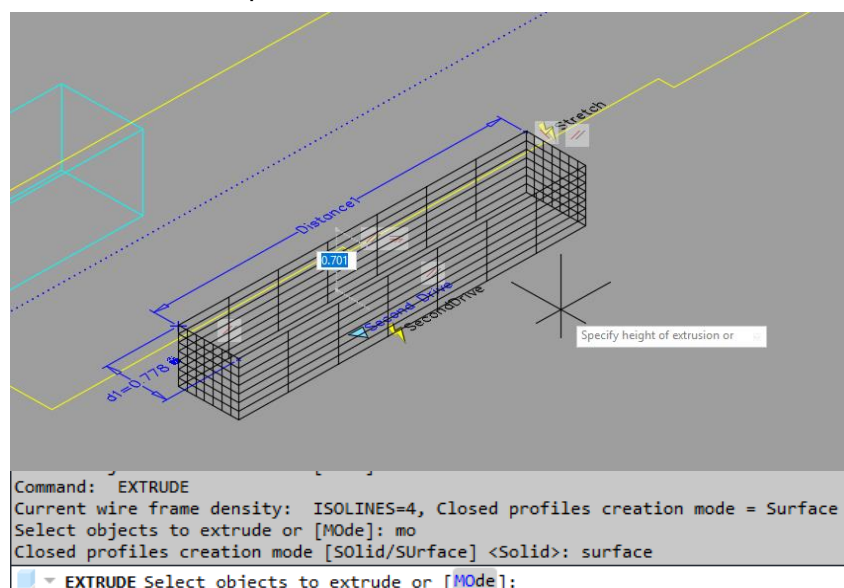 Stretch
Distance1
0.701
Second Drive
SecondDrive
Specify height of extrusion or
d1=0.778
Command:  EXTRUDE
Current wire frame density:  ISOLINES=4, Closed profiles creation mode = Surface
Select objects to extrude or [MOde]: mo
Closed profiles creation mode [SOlid/SUrface] <Solid>: surface
EXTRUDE Select objects to extrude or [MOde]: